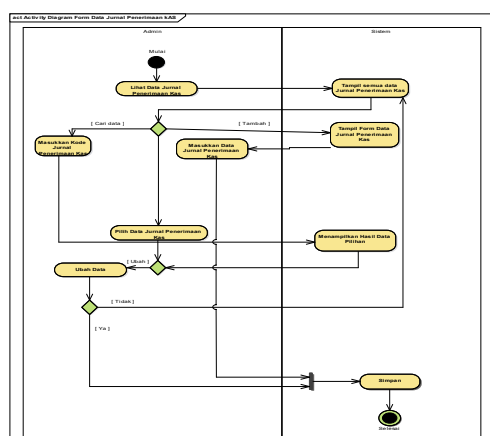 act Activity Diagram Form Data Jurnal Penerimaan kAS
Admin
Sistem
Mulai
Lihat Data Jurnal
Penerimaan Kas
Tampil semua data
Jurnal Penerimaan Kas
[ Cari data ]
[ Tambah ]
Masukkan Kode
Jurnal
Penerimaan Kas
Masukkan Data
Jurnal Penerimaan
Kas
Tampil Form Data
Jurnal Penerimaan
Kas
Pilih Data Jurnal Penerimaan
Kas
Menampilkan Hasil Data
Pilihan
[ Ubah ]
Ubah Data
[ Tidak ]
[ Ya ]
Simpan
Selesai